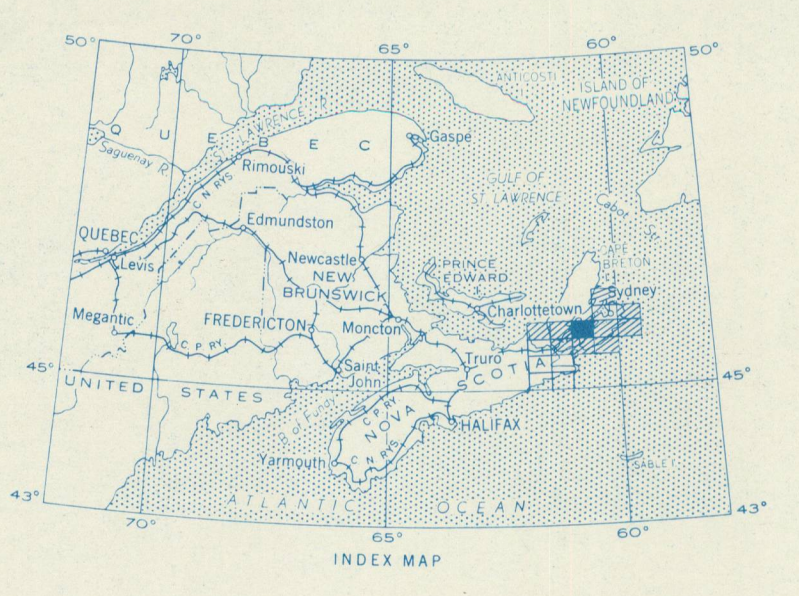 50° 70° 65° 60° 50°
ANTICOSTI
ISLAND OF
NEWFOUNDLAND
ST. LAWRENCE R.
Q U E B E C
Gaspe
Saguenay R.
Rimouski
C N RYS.
GULF OF
ST. LAWRENCE
Cabot Str.
QUEBEC
Edmundston
Levis
Newcastle
NEW
BRUNSWICK
PRINCE
EDWARD
I.
CAPE
BRETON
I.
Sydney
Charlottetown
Megantic
FREDERICTON
Moncton
C. P. RY.
Truro
45° Saint
John
SCOTIA
45°
UNITED STATES
B of Fundy
C.P.RY
NOVA
HALIFAX
Yarmouth
C N RYS.
SABLE I.
43° ATLANTIC OCEAN 43°
70° 65° 60°
INDEX MAP